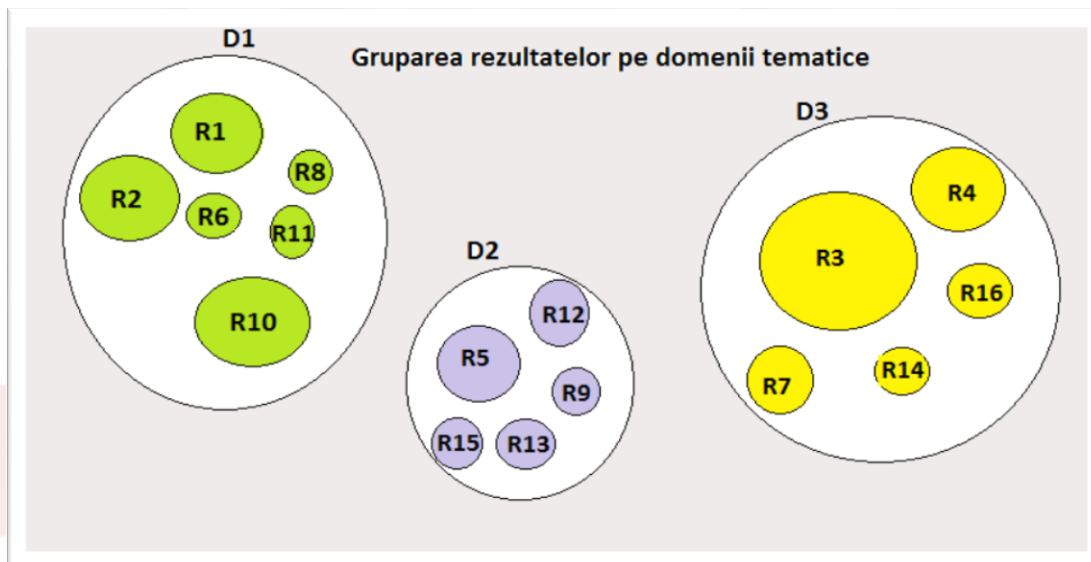 D1
Gruparea rezultatelor pe domenii tematice
R1
R8
R2
R6
R11
R10
D2
R12
R5
R9
R15
R13
D3
R4
R3
R16
R14
R7